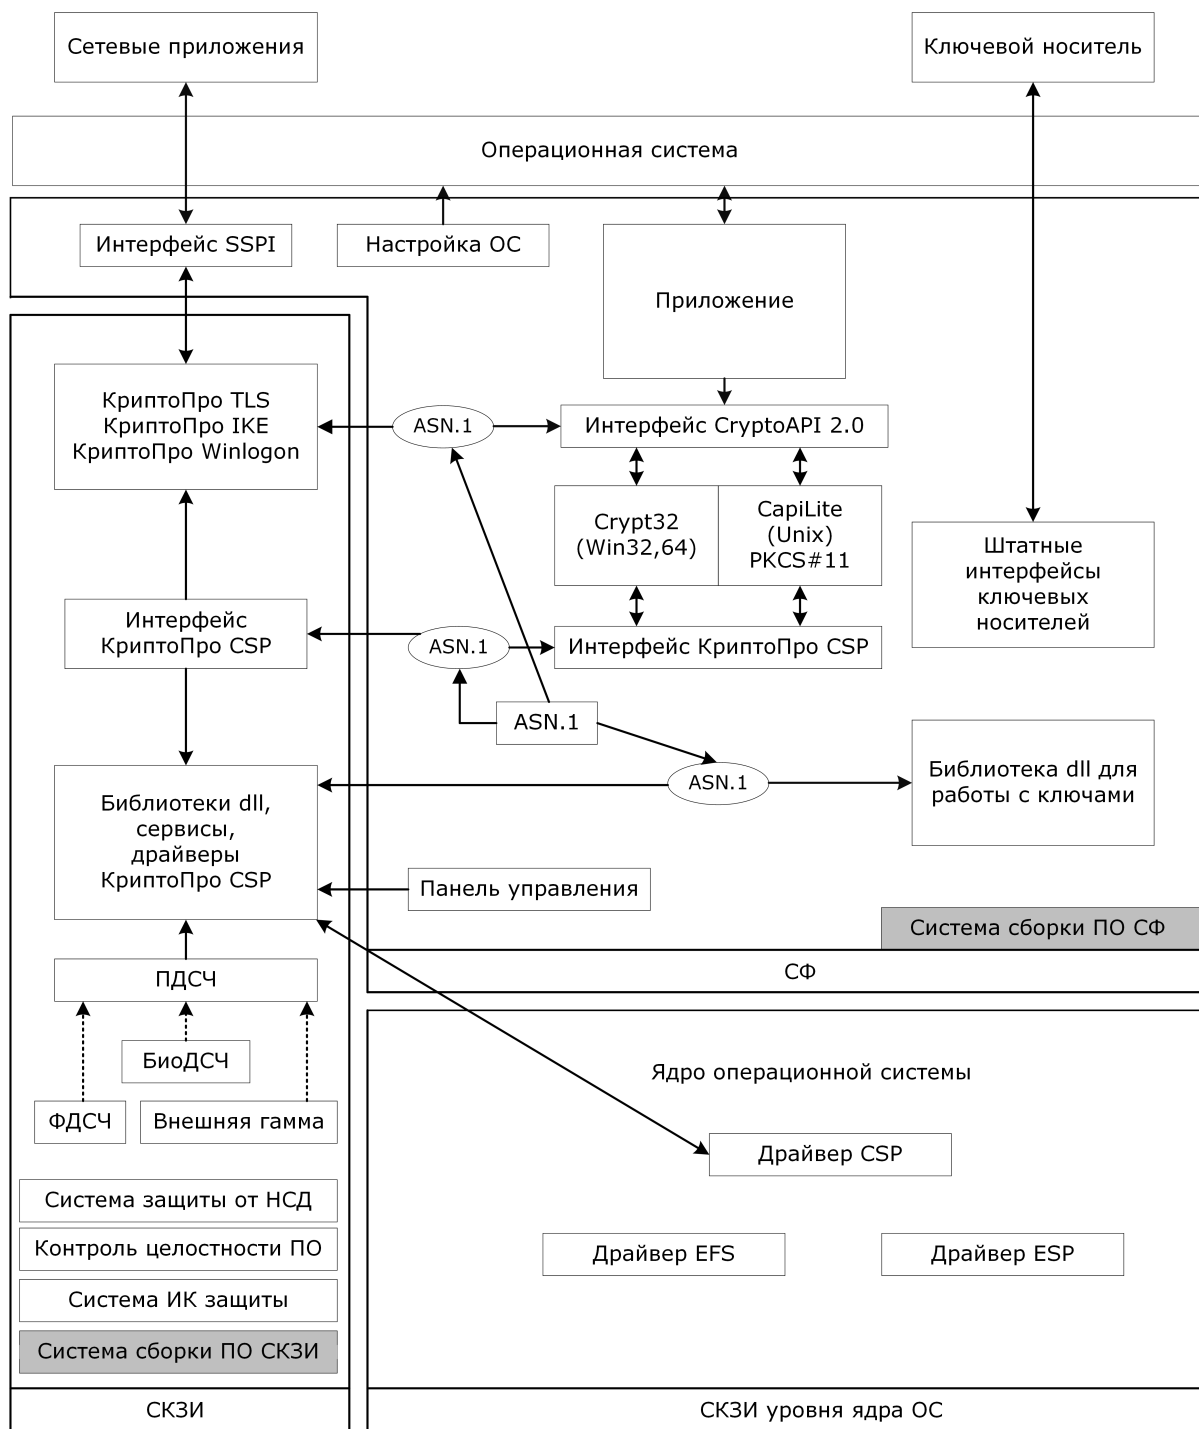 Сетевые приложения
Ключевой носитель
Операционная система
Интерфейс SSPI
Настройка ОС
Приложение
КриптоПро TLS
КриптоПро IKE
КриптоПро Winlogon
ASN.1
Интерфейс CryptoAPI 2.0
Crypt32
(Win32,64)
CapiLite
(Unix)
PKCS#11
Штатные
интерфейсы
ключевых
носителей
Интерфейс
КриптоПро CSP
ASN.1
Интерфейс КриптоПро CSP
ASN.1
Библиотеки dll,
сервисы,
драйверы
КриптоПро CSP
ASN.1
Библиотека dll для
работы с ключами
Панель управления
Система сборки ПО СФ
СФ
ПДСЧ
БиоДСЧ
ФДСЧ
Внешняя гамма
Ядро операционной системы
Драйвер CSP
Драйвер EFS
Драйвер ESP
Система защиты от НСД
Контроль целостности ПО
Система ИК защиты
Система сборки ПО СКЗИ
СКЗИ
СКЗИ уровня ядра ОС